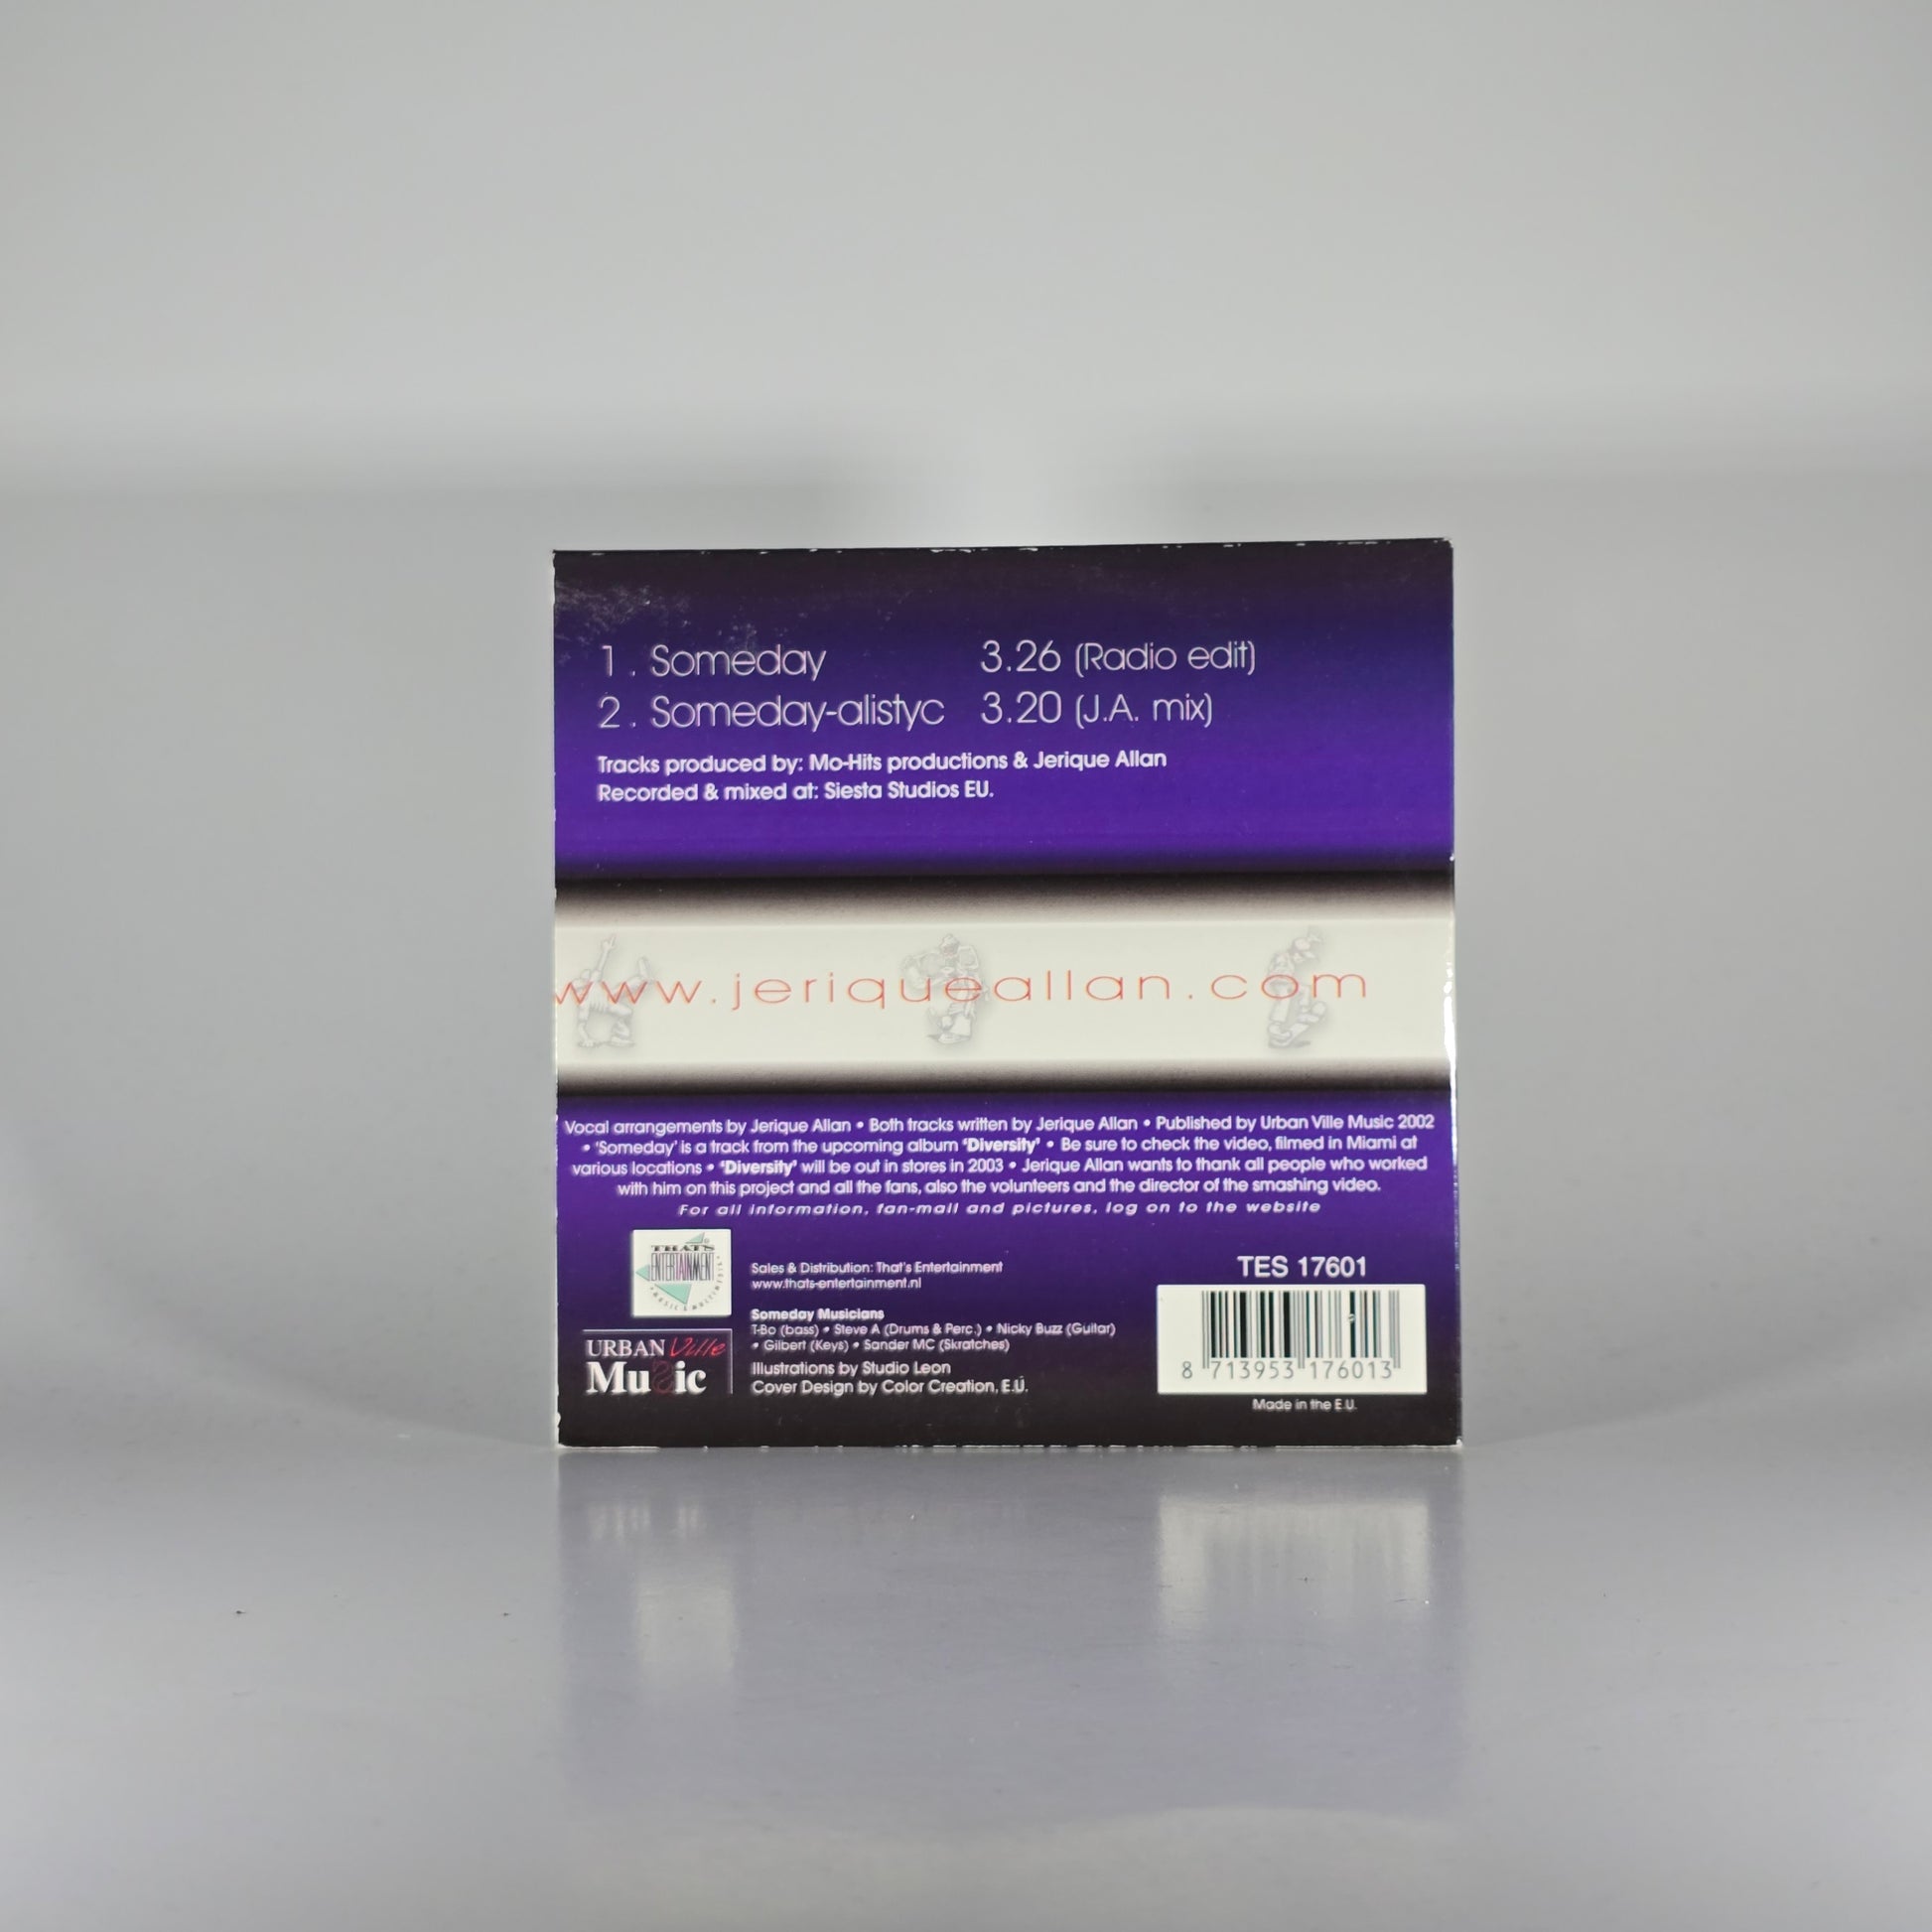 1. Someday 3.26 (Radio edit)
2. Someday-alistyc 3.20 (J.A. mix)
Tracks produced by: Mo-Hits productions & Jerique Allan
Recorded & mixed at: Siesta Studios EU.
www.jeriqueallan.com
Vocal arrangements by Jerique Allan • Both tracks written by Jerique Allan • Published by Urban Ville Music 2002
• 'Someday' is a track from the upcoming album 'Diversity' • Be sure to check the video, filmed in Miami at
various locations • 'Diversity' will be out in stores in 2003 • Jerique Allan wants to thank all people who worked
with him on this project and all the fans, also the volunteers and the director of the smashing video.
For all information, fan-mail and pictures, log on to the website
THAT'S
ENTERTAINMENT
Sales & Distribution: That's Entertainment
www.thats-entertainment.nl
Someday Musicians
T-Bo (bass) • Steve A (Drums & Perc.) • Nicky Buzz (Guitar)
• Gilbert (Keys) • Sander MC (Skratches)
Illustrations by Studio Leon
Cover Design by Color Creation, E.U.
URBAN Ville
Music
TES 17601
8 713953 176013
Made in the E.U.